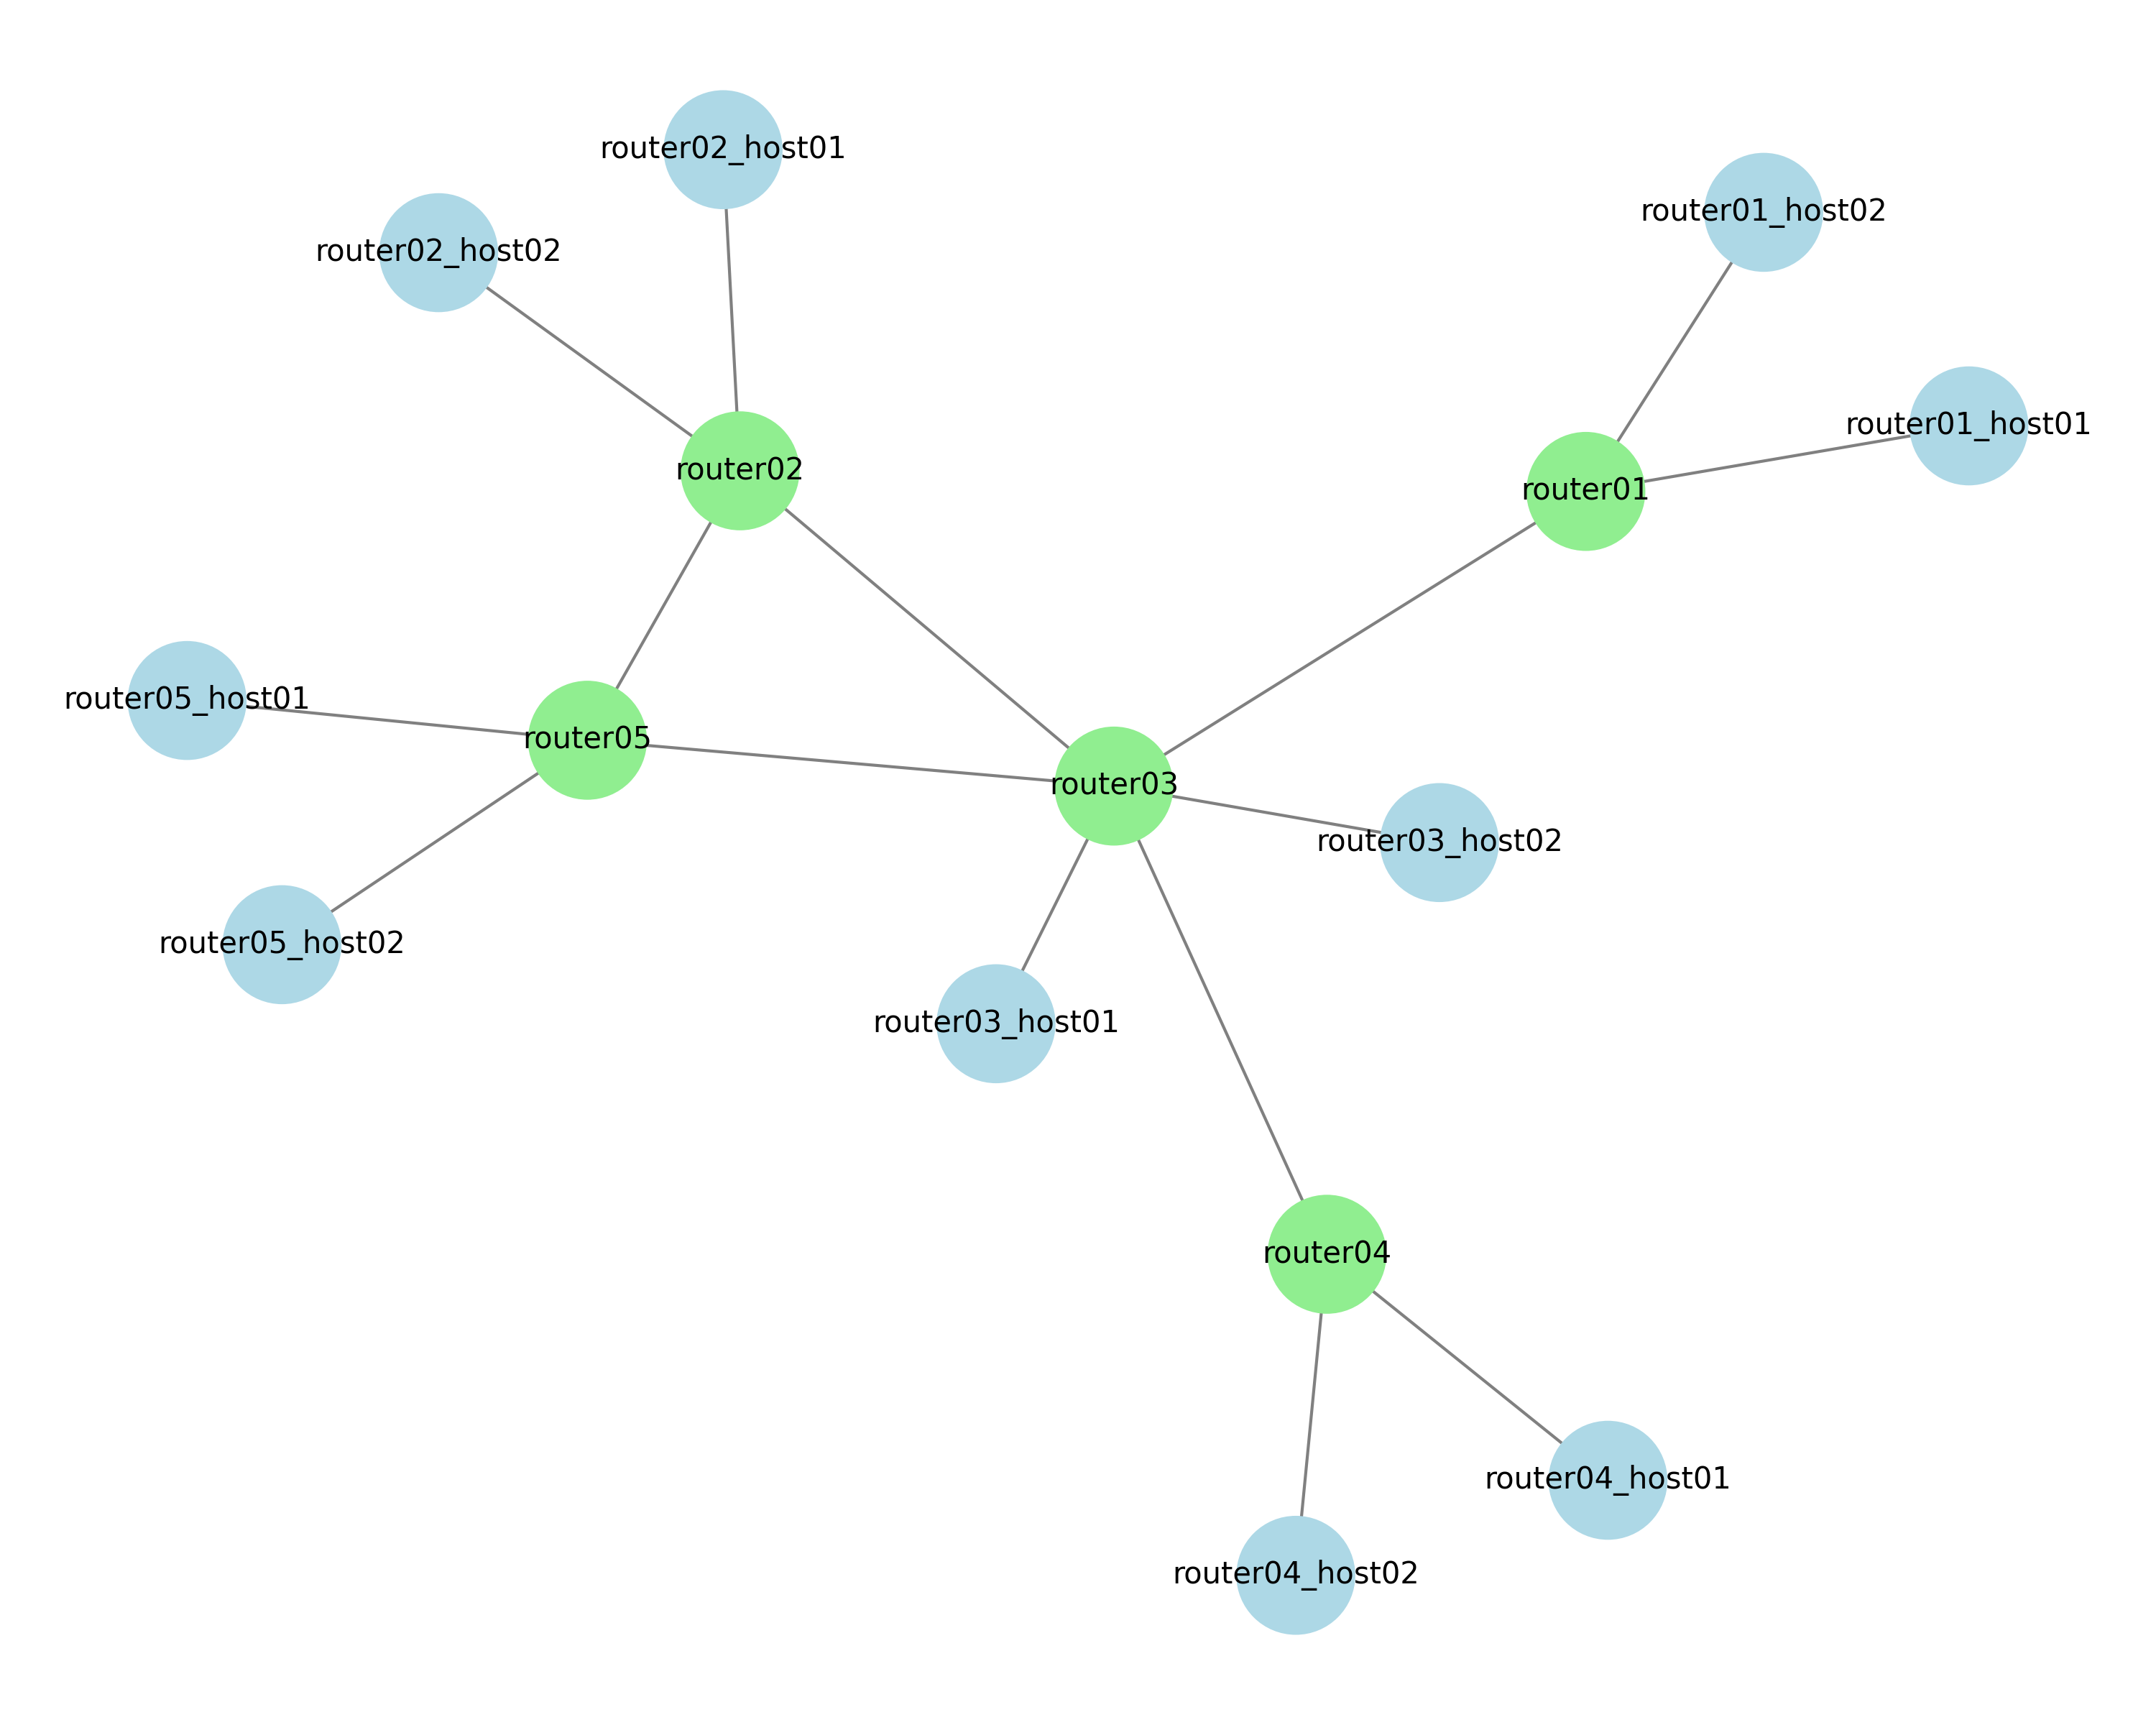 router02_host01
router01_host02
router02_host02
router01_host01
router02
router01
router05_host01
router05
router03
router03_host02
router05_host02
router03_host01
router04
router04_host01
router04_host02